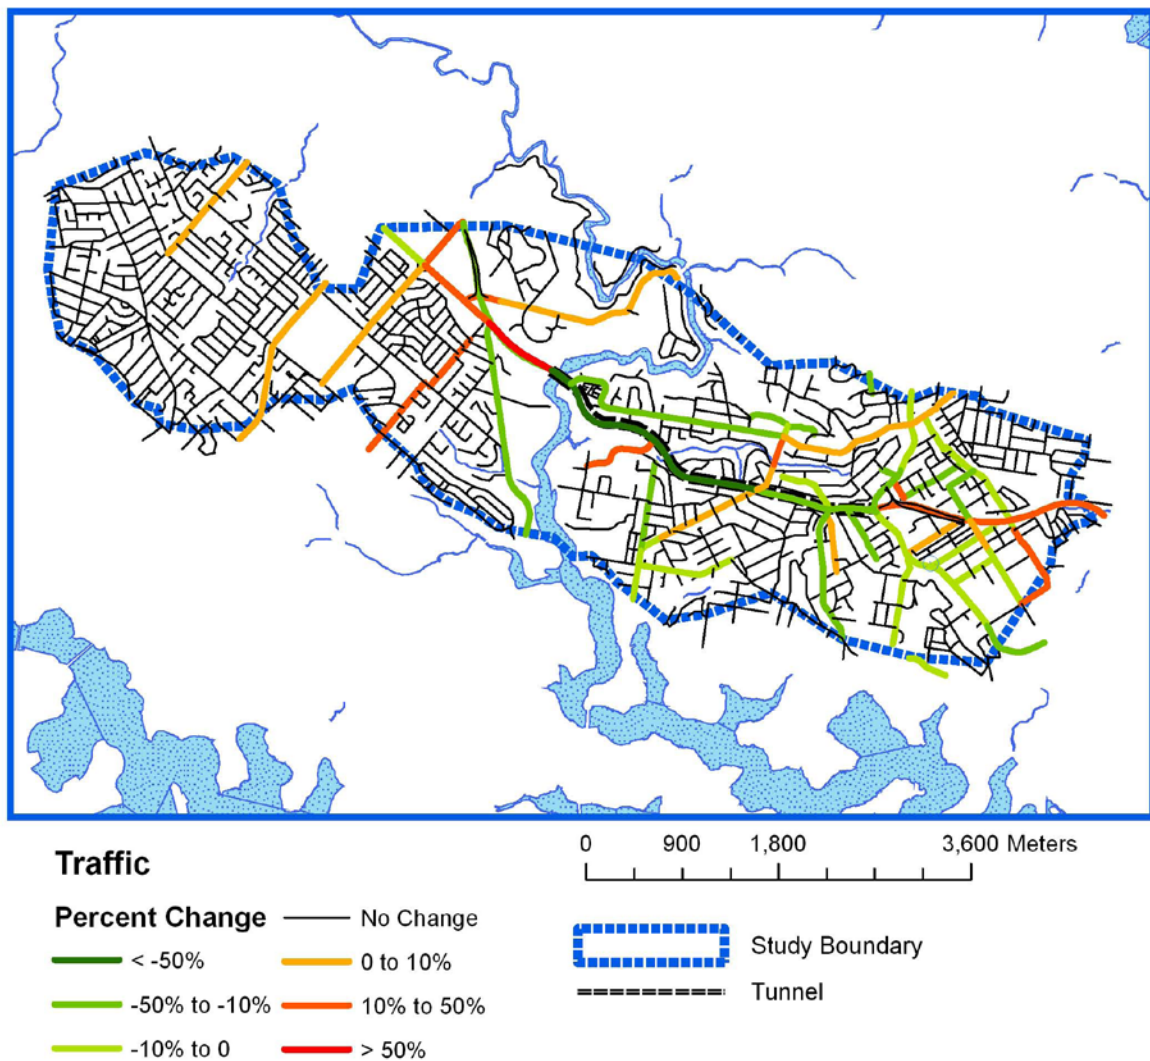 0 900 1,800 3,600 Meters
Traffic
Percent Change
No Change
< -50%
0 to 10%
-50% to -10%
10% to 50%
-10% to 0
> 50%
Study Boundary
Tunnel